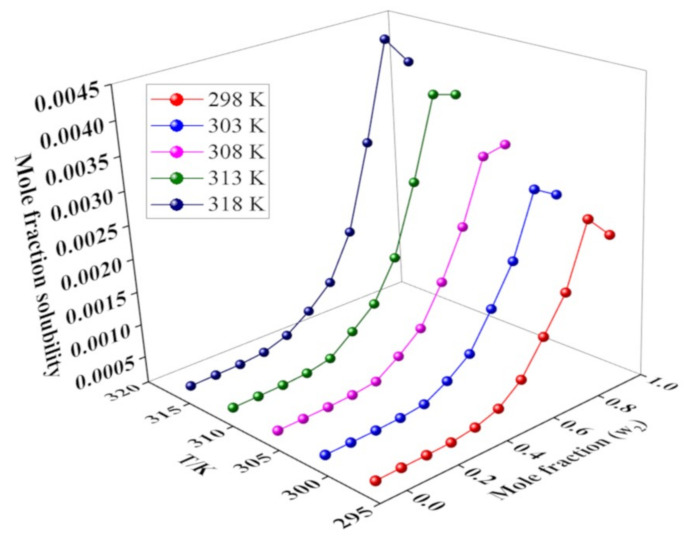 0.0045
0.0040
0.0035
0.0030
0.0025
0.0020
0.0015
0.0010
0.0005
Mole fraction solubility
298 K
303 K
308 K
313 K
318 K
320
315
310
305
300
295
T/K
0.0
0.2
0.4
0.6
0.8
1.0
Mole fraction (w2)